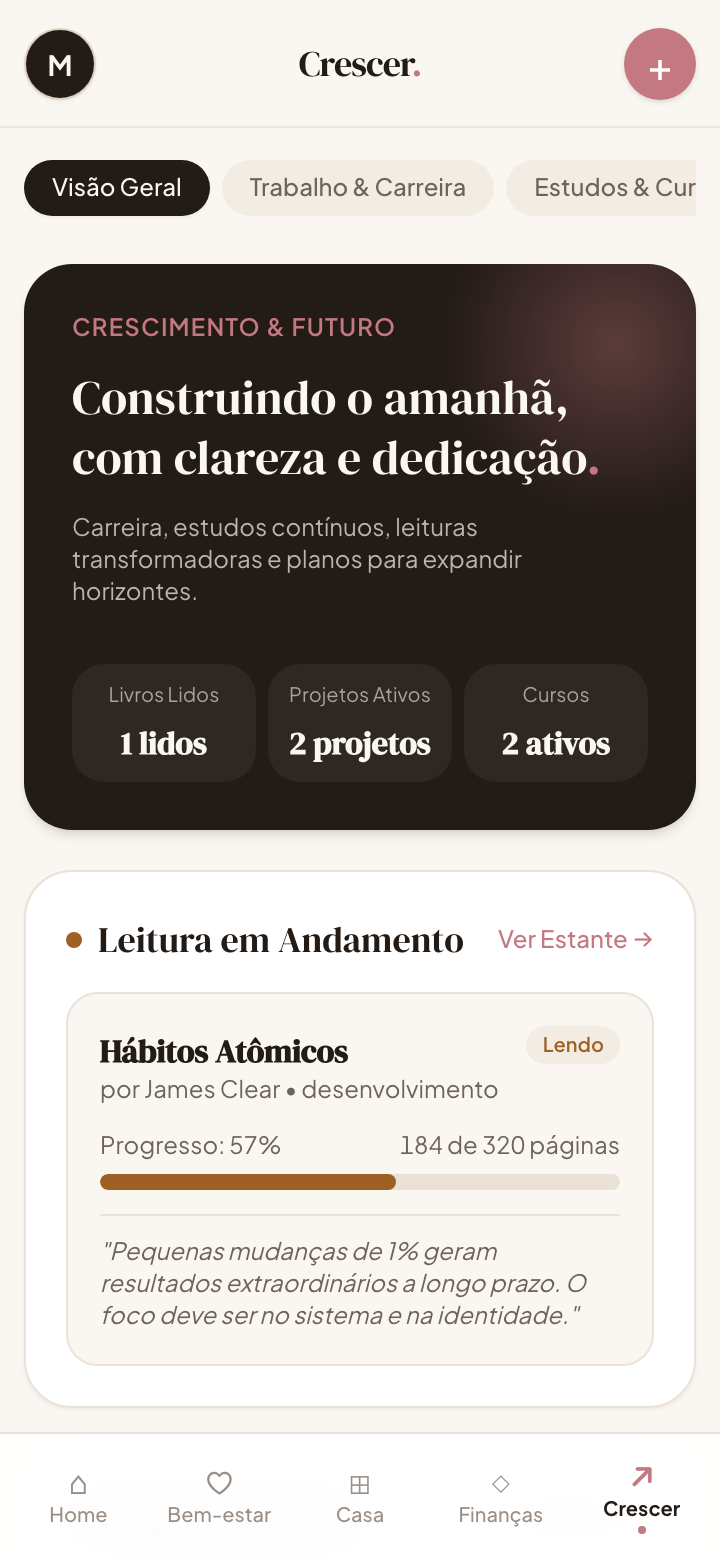 M
Crescer.
+
Visão Geral
Trabalho & Carreira
Estudos & Cur
CRESCIMENTO & FUTURO
Construindo o amanhã,
com clareza e dedicação.
Carreira, estudos contínuos, leituras
transformadoras e planos para expandir
horizontes.
Livros Lidos
1 lidos
Projetos Ativos
2 projetos
Cursos
2 ativos
Leitura em Andamento
Ver Estante →
Hábitos Atômicos
Lendo
por James Clear • desenvolvimento
Progresso: 57%
184 de 320 páginas
"Pequenas mudanças de 1% geram
resultados extraordinários a longo prazo. O
foco deve ser no sistema e na identidade."
Home
Bem-estar
Casa
Finanças
Crescer